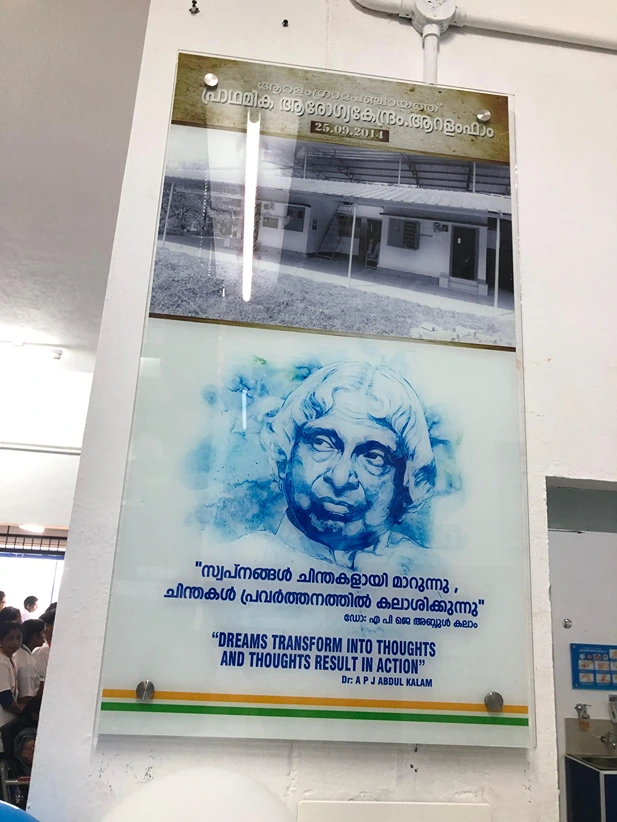 ആറളംഗ്രാമപഞ്ചായത്ത്
പ്രാഥമിക ആരോഗ്യകേന്ദ്രം.ആറളംഫാം
25.09.2014
"സ്വപ്നങ്ങൾ ചിന്തകളായി മാറുന്നു ,
ചിന്തകൾ പ്രവർത്തനത്തിൽ കലാശിക്കുന്നു"
ഡോ: എ പി ജെ അബ്ദുൾ കലാം
“DREAMS TRANSFORM INTO THOUGHTS
AND THOUGHTS RESULT IN ACTION”
Dr: A P J ABDUL KALAM